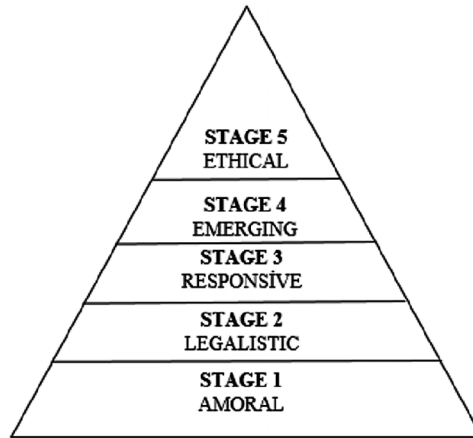 STAGE 5
ETHICAL
STAGE 4
EMERGING
STAGE 3
RESPONSİVE
STAGE 2
LEGALISTIC
STAGE 1
AMORAL